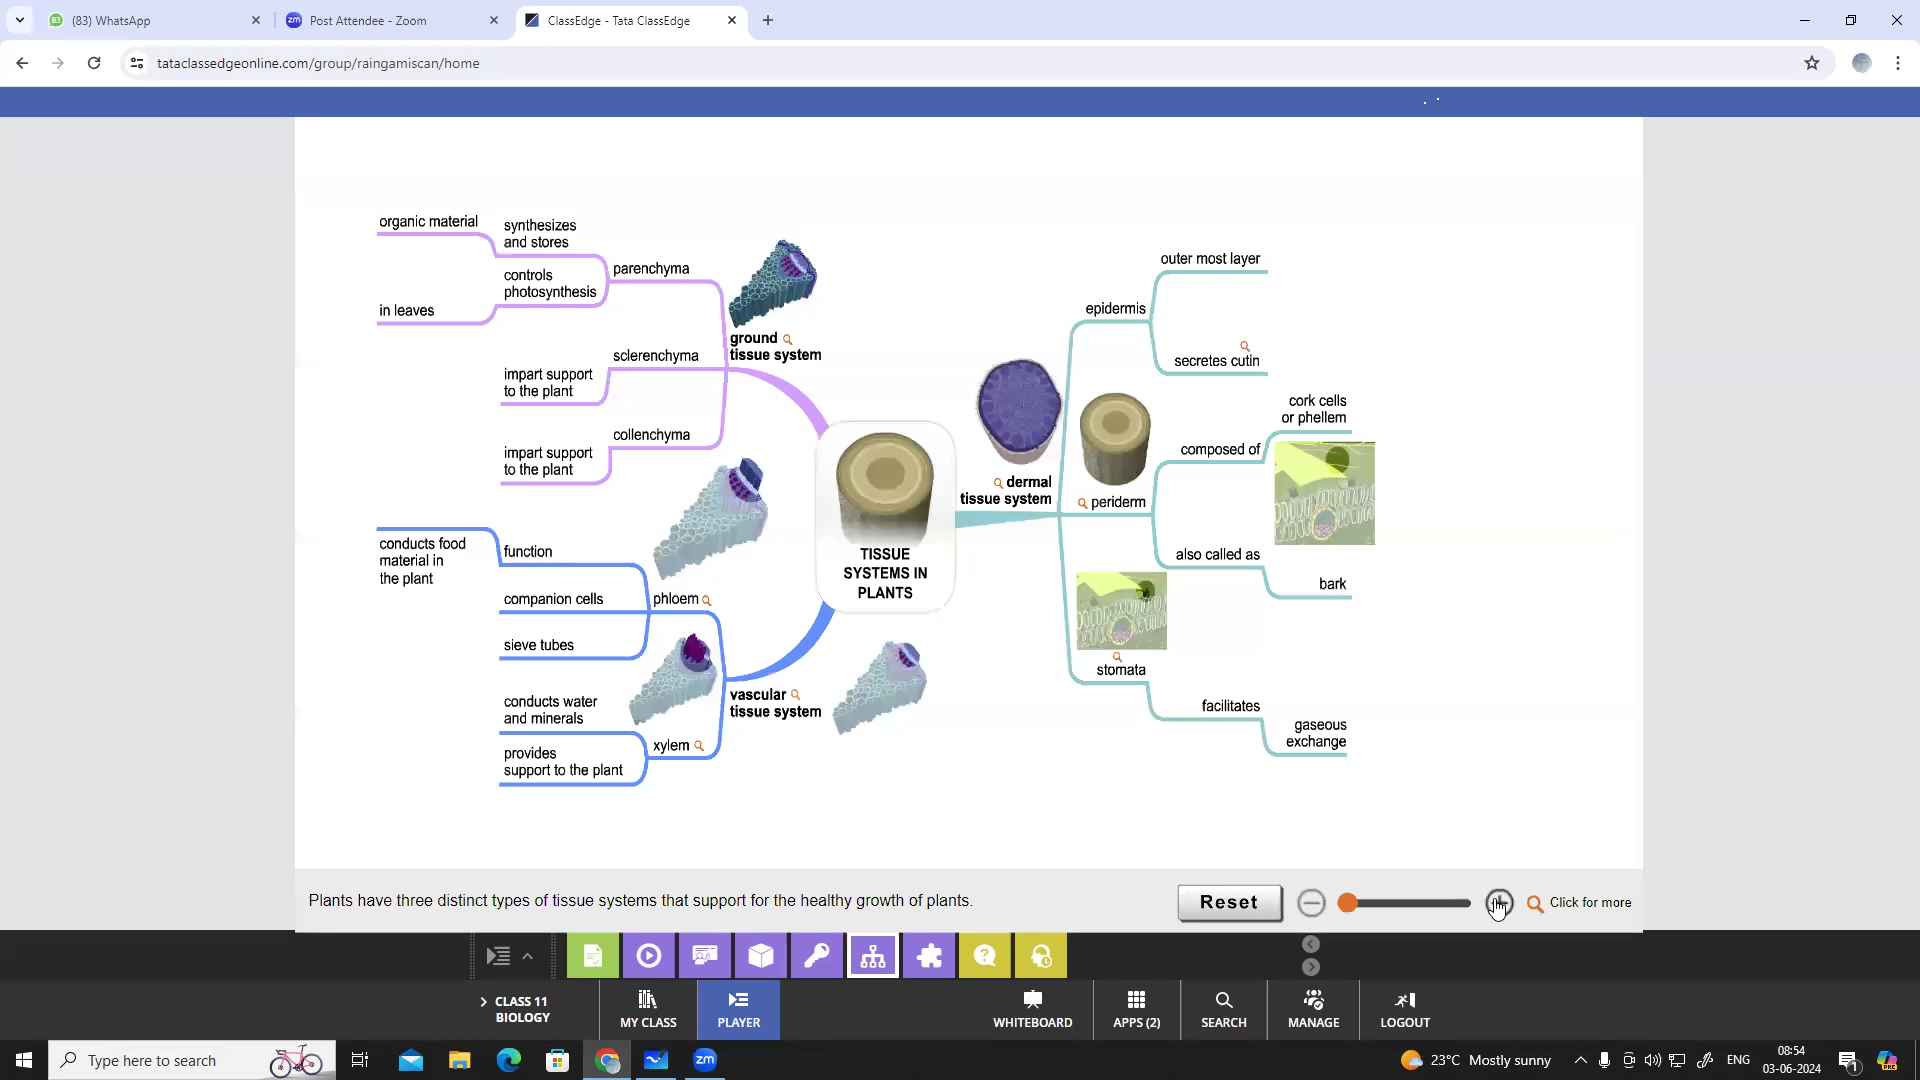 (83) WhatsApp
Post Attendee - Zoom
ClassEdge - Tata ClassEdge
tataclassedgeonline.com/group/raingamiscan/home
organic material
synthesizes
and stores
controls
photosynthesis
in leaves
parenchyma
ground
tissue system
sclerenchyma
impart support
to the plant
collenchyma
impart support
to the plant
conducts food
material in
the plant
function
companion cells
sieve tubes
phloem
conducts water
and minerals
provides
support to the plant
xylem
vascular
tissue system
TISSUE
SYSTEMS IN
PLANTS
dermal
tissue system
epidermis
outer most layer
secretes cutin
periderm
composed of
cork cells
or phellem
also called as
bark
stomata
facilitates
gaseous
exchange
Plants have three distinct types of tissue systems that support for the healthy growth of plants.
Reset
Click for more
CLASS 11
BIOLOGY
MY CLASS
PLAYER
WHITEBOARD
APPS (2)
SEARCH
MANAGE
LOGOUT
Type here to search
zm
23°C Mostly sunny
ENG
08:54
03-06-2024